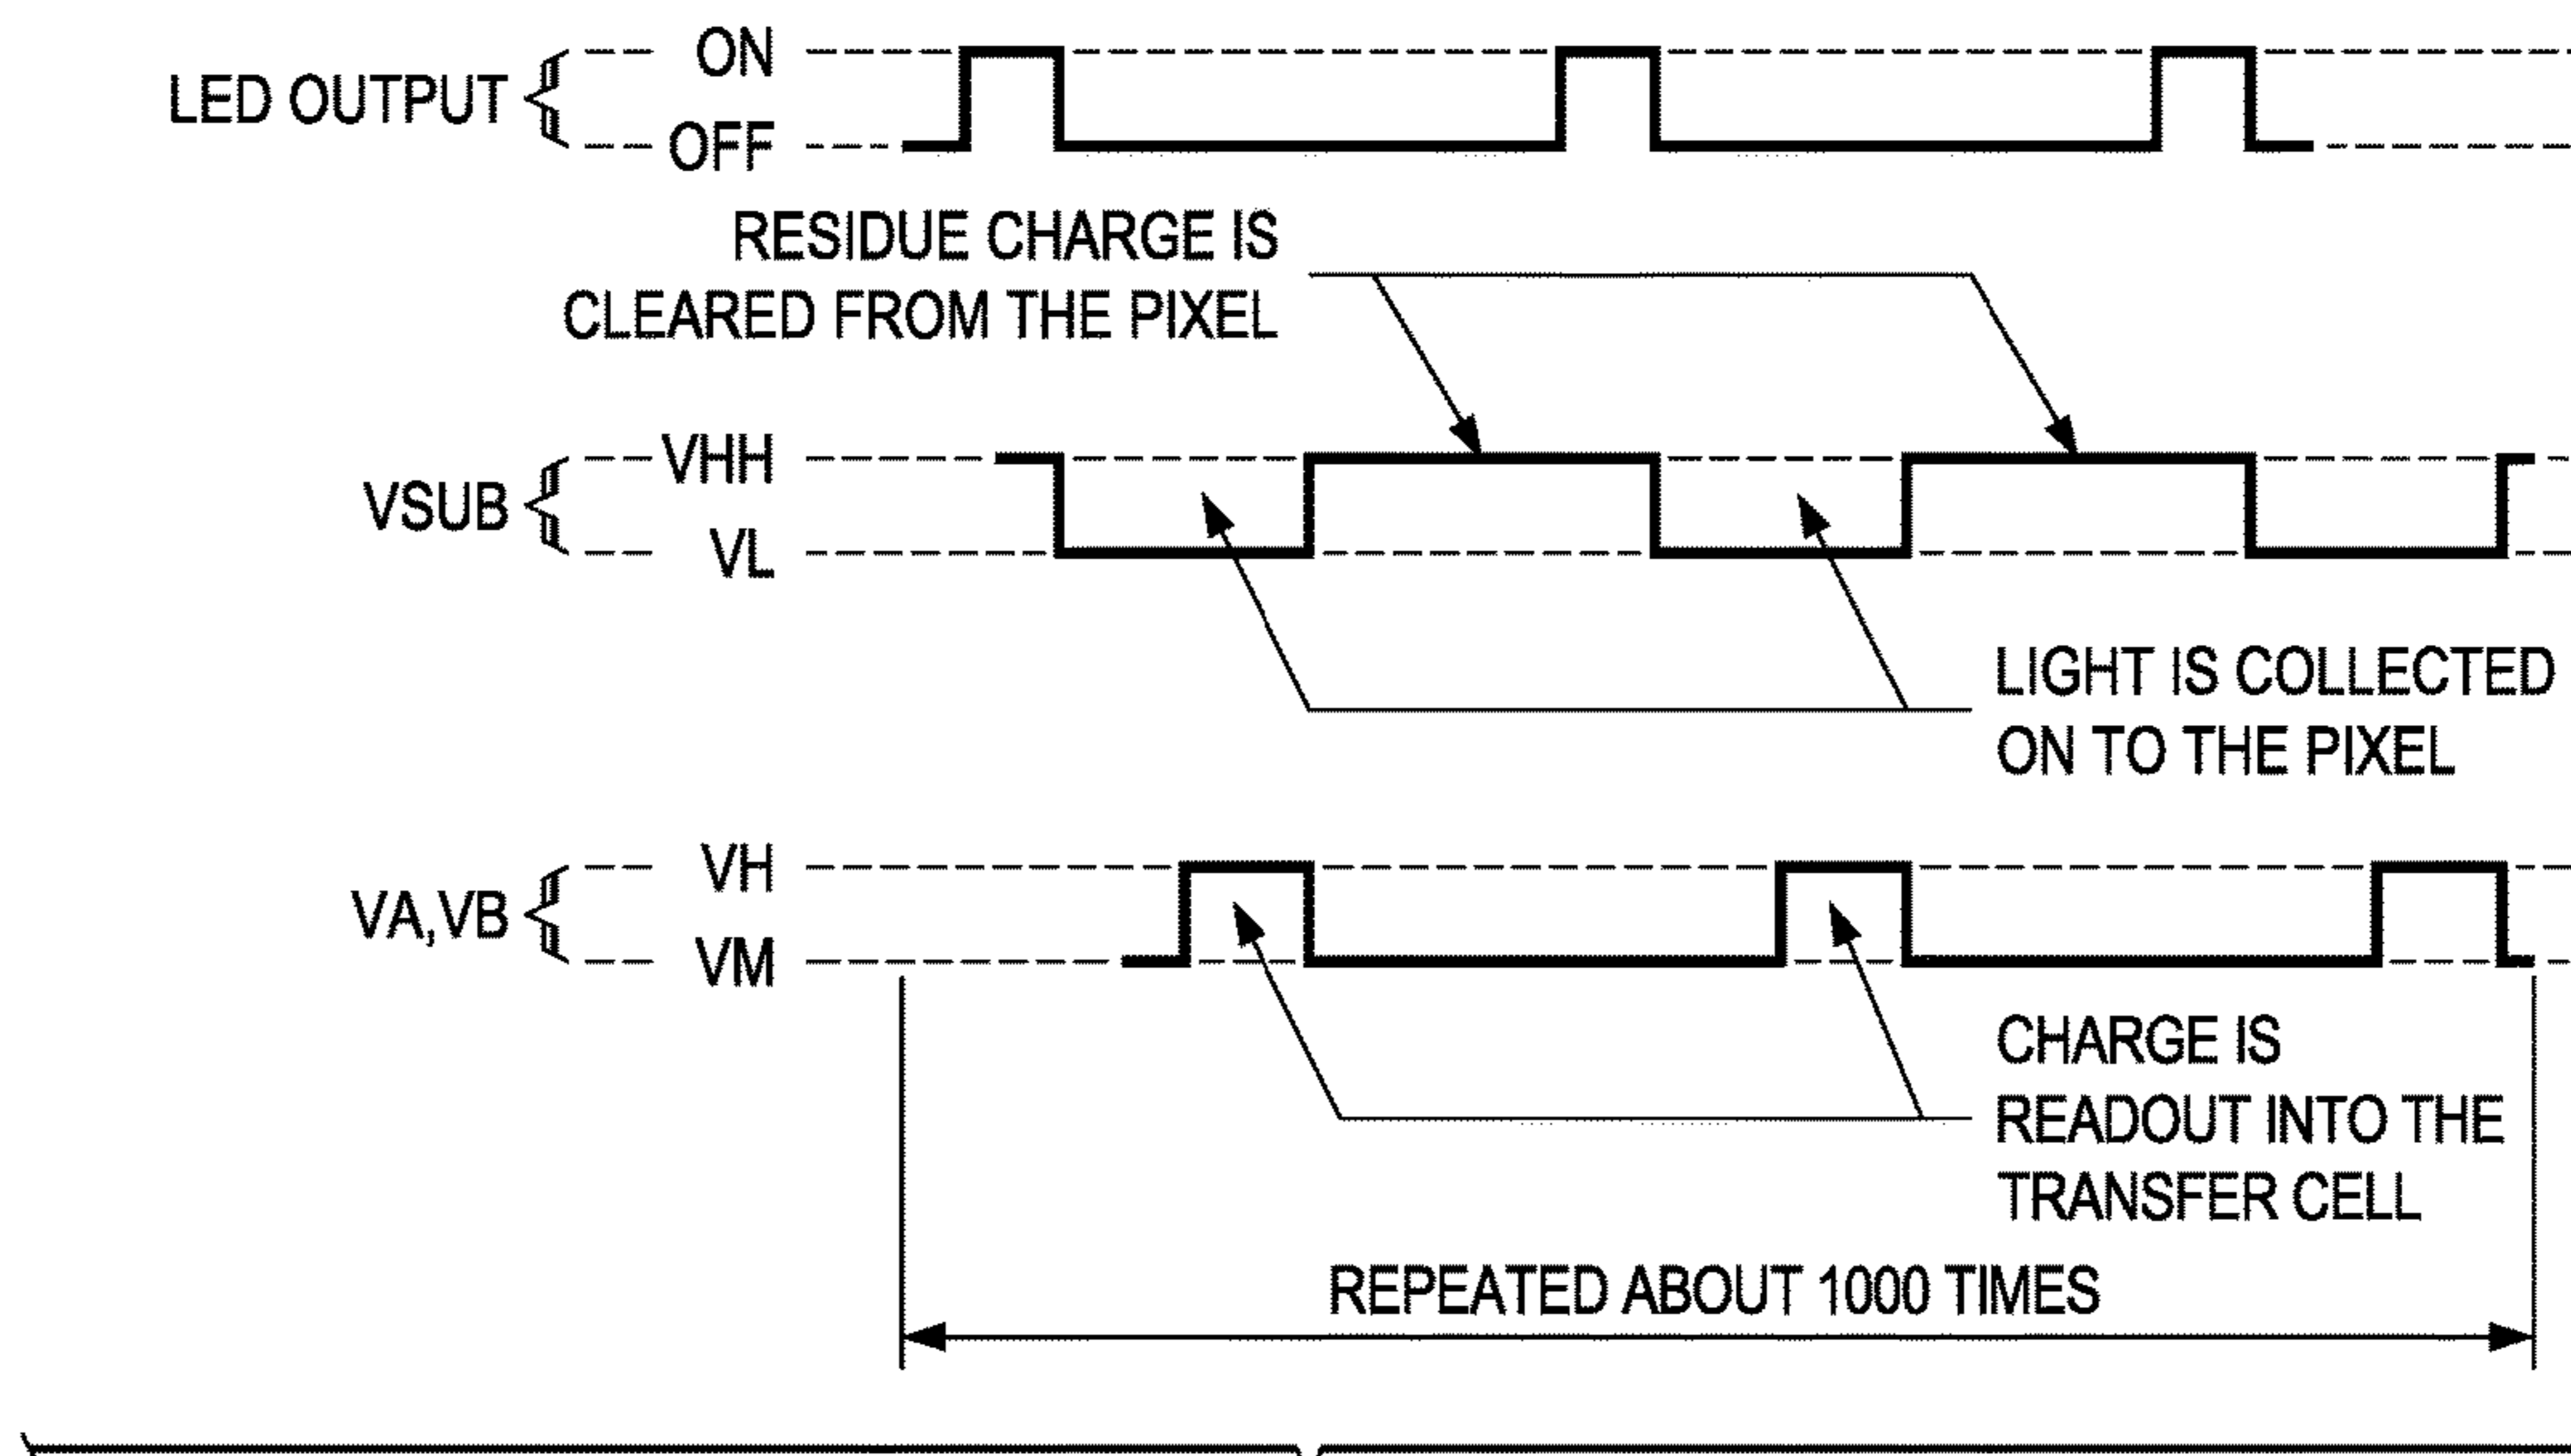 ON
LED OUTPUT
OFF
RESIDUE CHARGE IS
CLEARED FROM THE PIXEL
VHH
VSUB
VL
LIGHT IS COLLECTED
ON TO THE PIXEL
VH
VA,VB
VM
CHARGE IS
READOUT INTO THE
TRANSFER CELL
REPEATED ABOUT 1000 TIMES